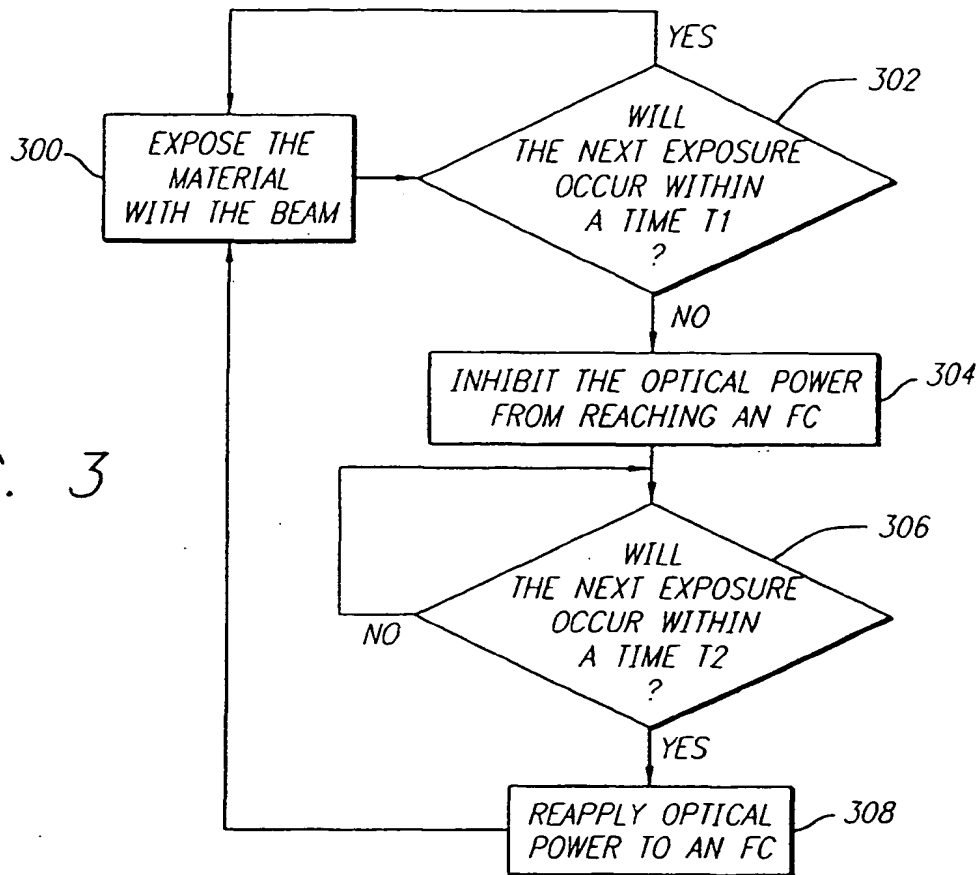 YES
302
300
EXPOSE THE
MATERIAL
WITH THE BEAM
WILL
THE NEXT EXPOSURE
OCCUR WITHIN
A TIME T1
?
NO
INHIBIT THE OPTICAL POWER
FROM REACHING AN FC
304
. 3
306
WILL
THE NEXT EXPOSURE
OCCUR WITHIN
A TIME T2
?
NO
YES
REAPPLY OPTICAL
POWER TO AN FC
308